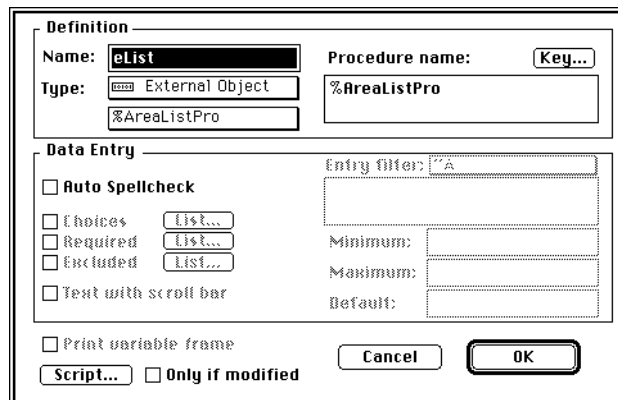 Definition
Name: eList
Procedure name: Key...
Type: External Object
%AreaListPro
%AreaListPro
Data Entry
Entry filter: ~A
Auto Spellcheck
Choices List...
Required List...
Minimum:
Excluded List...
Maximum:
Text with scroll bar
Default:
Print variable frame
Cancel OK
Script... Only if modified